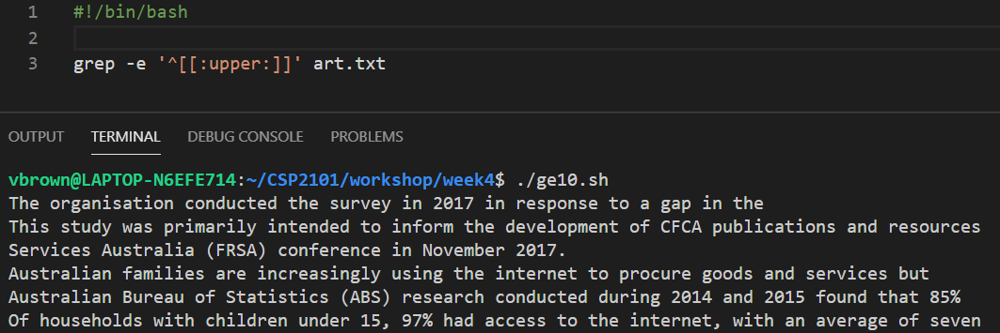 1 #!/bin/bash
2
3 grep -e '^[[:upper:]]' art.txt
OUTPUT TERMINAL DEBUG CONSOLE PROBLEMS
vbrown@LAPTOP-N6EFE714:~/CSP2101/workshop/week4$ ./ge10.sh
The organisation conducted the survey in 2017 in response to a gap in the
This study was primarily intended to inform the development of CFCA publications and resources
Services Australia (FRSA) conference in November 2017.
Australian families are increasingly using the internet to procure goods and services but
Australian Bureau of Statistics (ABS) research conducted during 2014 and 2015 found that 85%
Of households with children under 15, 97% had access to the internet, with an average of seven